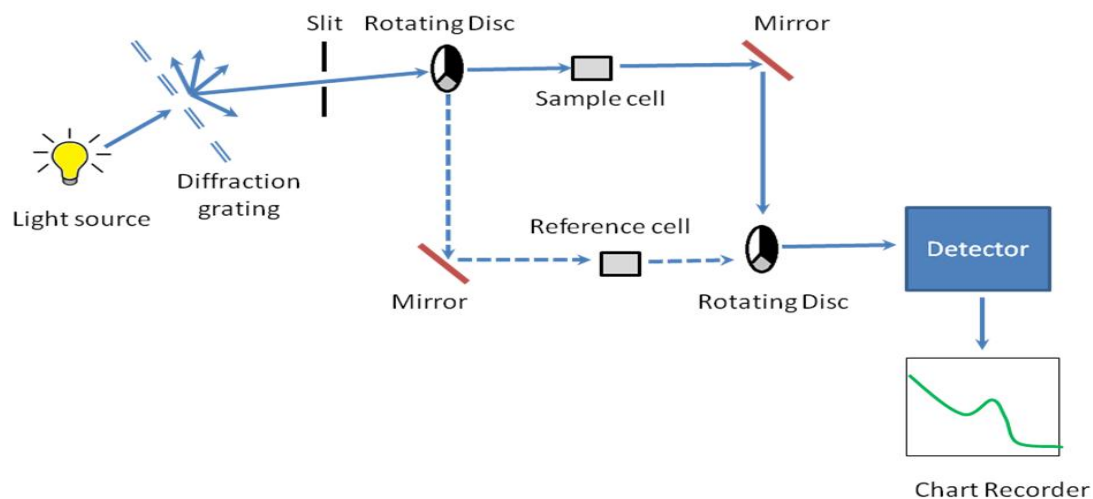 Slit
Rotating Disc
Mirror
Sample cell
Diffraction
grating
Light source
Reference cell
Detector
Mirror
Rotating Disc
Chart Recorder